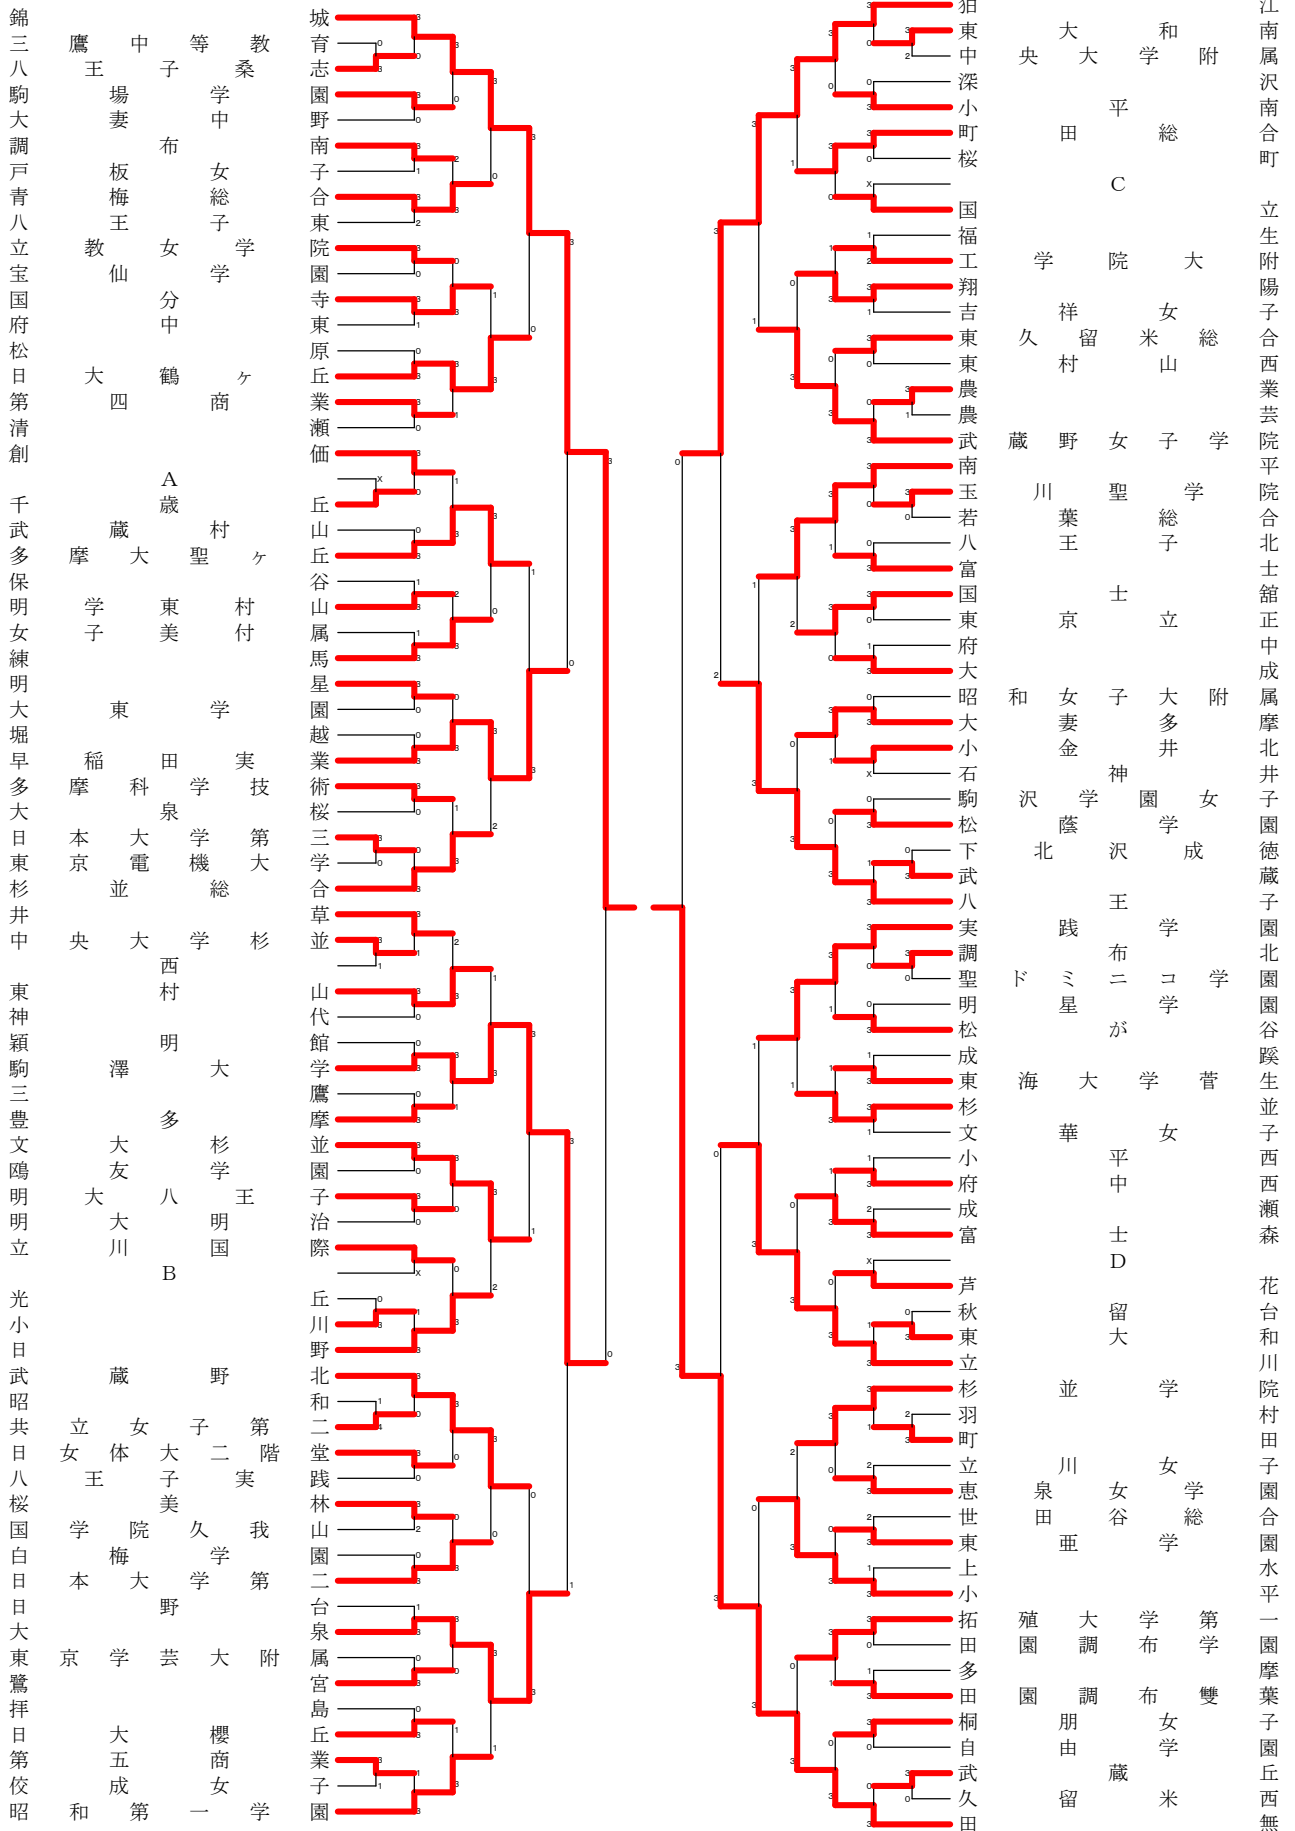 錦城
三鷹中等教育
八王子桑志
駒場学園
大妻中野
調布南
戸板女子
青梅総合
八王子東
立教女学院
宝仙学園
国分寺
府中東
松原
日大鶴ヶ丘
第四商業
清瀬
創価
A
千歳丘
武蔵村山
多摩大聖ヶ丘
保谷
明学東村山
女子美付属
練馬
明星
大東学園
堀越
早稲田実業
多摩科学技術
大泉桜
日本大学第三
東京電機大学
杉並総合
井草
中央大学杉並
西
東村山
神代
穎明館
駒澤大学
三鷹
豊多摩
文大杉並
鴎友学園
明大八王子
明大明治
立川国際
B
光丘
小川
日野
武蔵野北
昭和
共立女子第二
日女体大二階堂
八王子実践
桜美林
国学院久我山
白梅学園
日本大学第二
日野台
大泉
東京学芸大附属
鷺宮
拝島
日大櫻丘
第五商業
佼成女子
昭和第一学園
狛江
東大和南
中央大学附属
深沢
小平南
町田総合
桜町
C
国立
福生
工学院大附
翔陽
吉祥女子
東久留米総合
東村山西
農業
農芸
武蔵野女子学院
南平
玉川聖学院
若葉総合
八王子北
富士
国士舘
東京立正
府中
大成
昭和女子大附属
大妻多摩
小金井北
石神井
駒沢学園女子
松蔭学園
下北沢成徳
武蔵
八王子
実践学園
調布北
聖ドミニコ学園
明星学園
松が谷
成蹊
東海大学菅生
杉並
文華女子
小平西
府中西
成瀬
富士森
D
芦花
秋留台
東大和
立川
杉並学院
羽村
町田
立川女子
恵泉女学園
世田谷総合
東亜学園
上水
小平
拓殖大学第一
田園調布学園
多摩
田園調布雙葉
桐朋女子
自由学園
武蔵丘
久留米西
田無